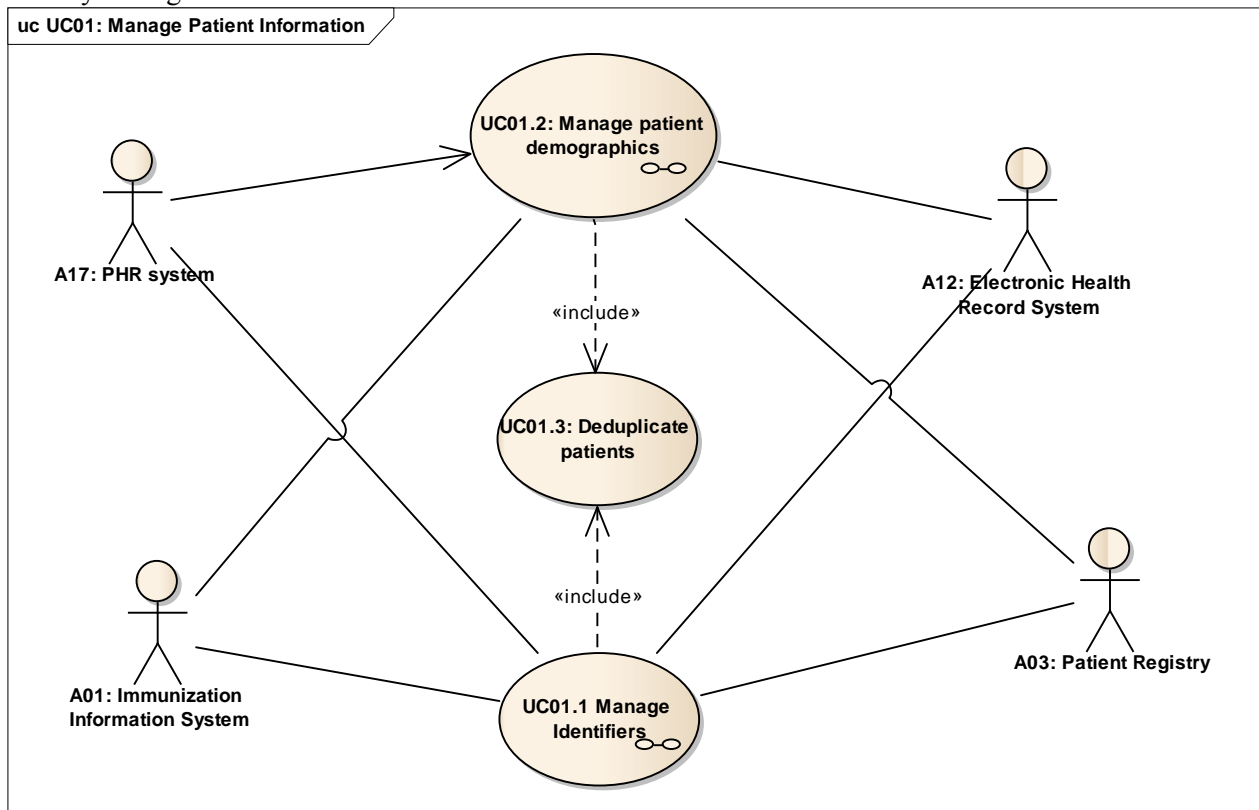 uc UC01: Manage Patient Information
UC01.2: Manage patient
demographics
A17: PHR system
A12: Electronic Health
Record System
«include»
UC01.3: Deduplicate
patients
«include»
A03: Patient Registry
A01: Immunization
Information System
UC01.1 Manage
Identifiers